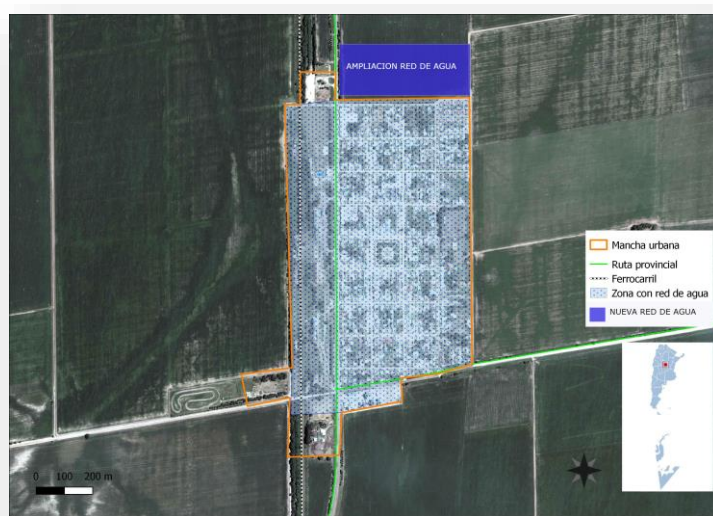 AMPLIACION RED DE AGUA
Mancha urbana
Ruta provincial
Ferrocarril
Zona con red de agua
NUEVA RED DE AGUA
0 100 200 m